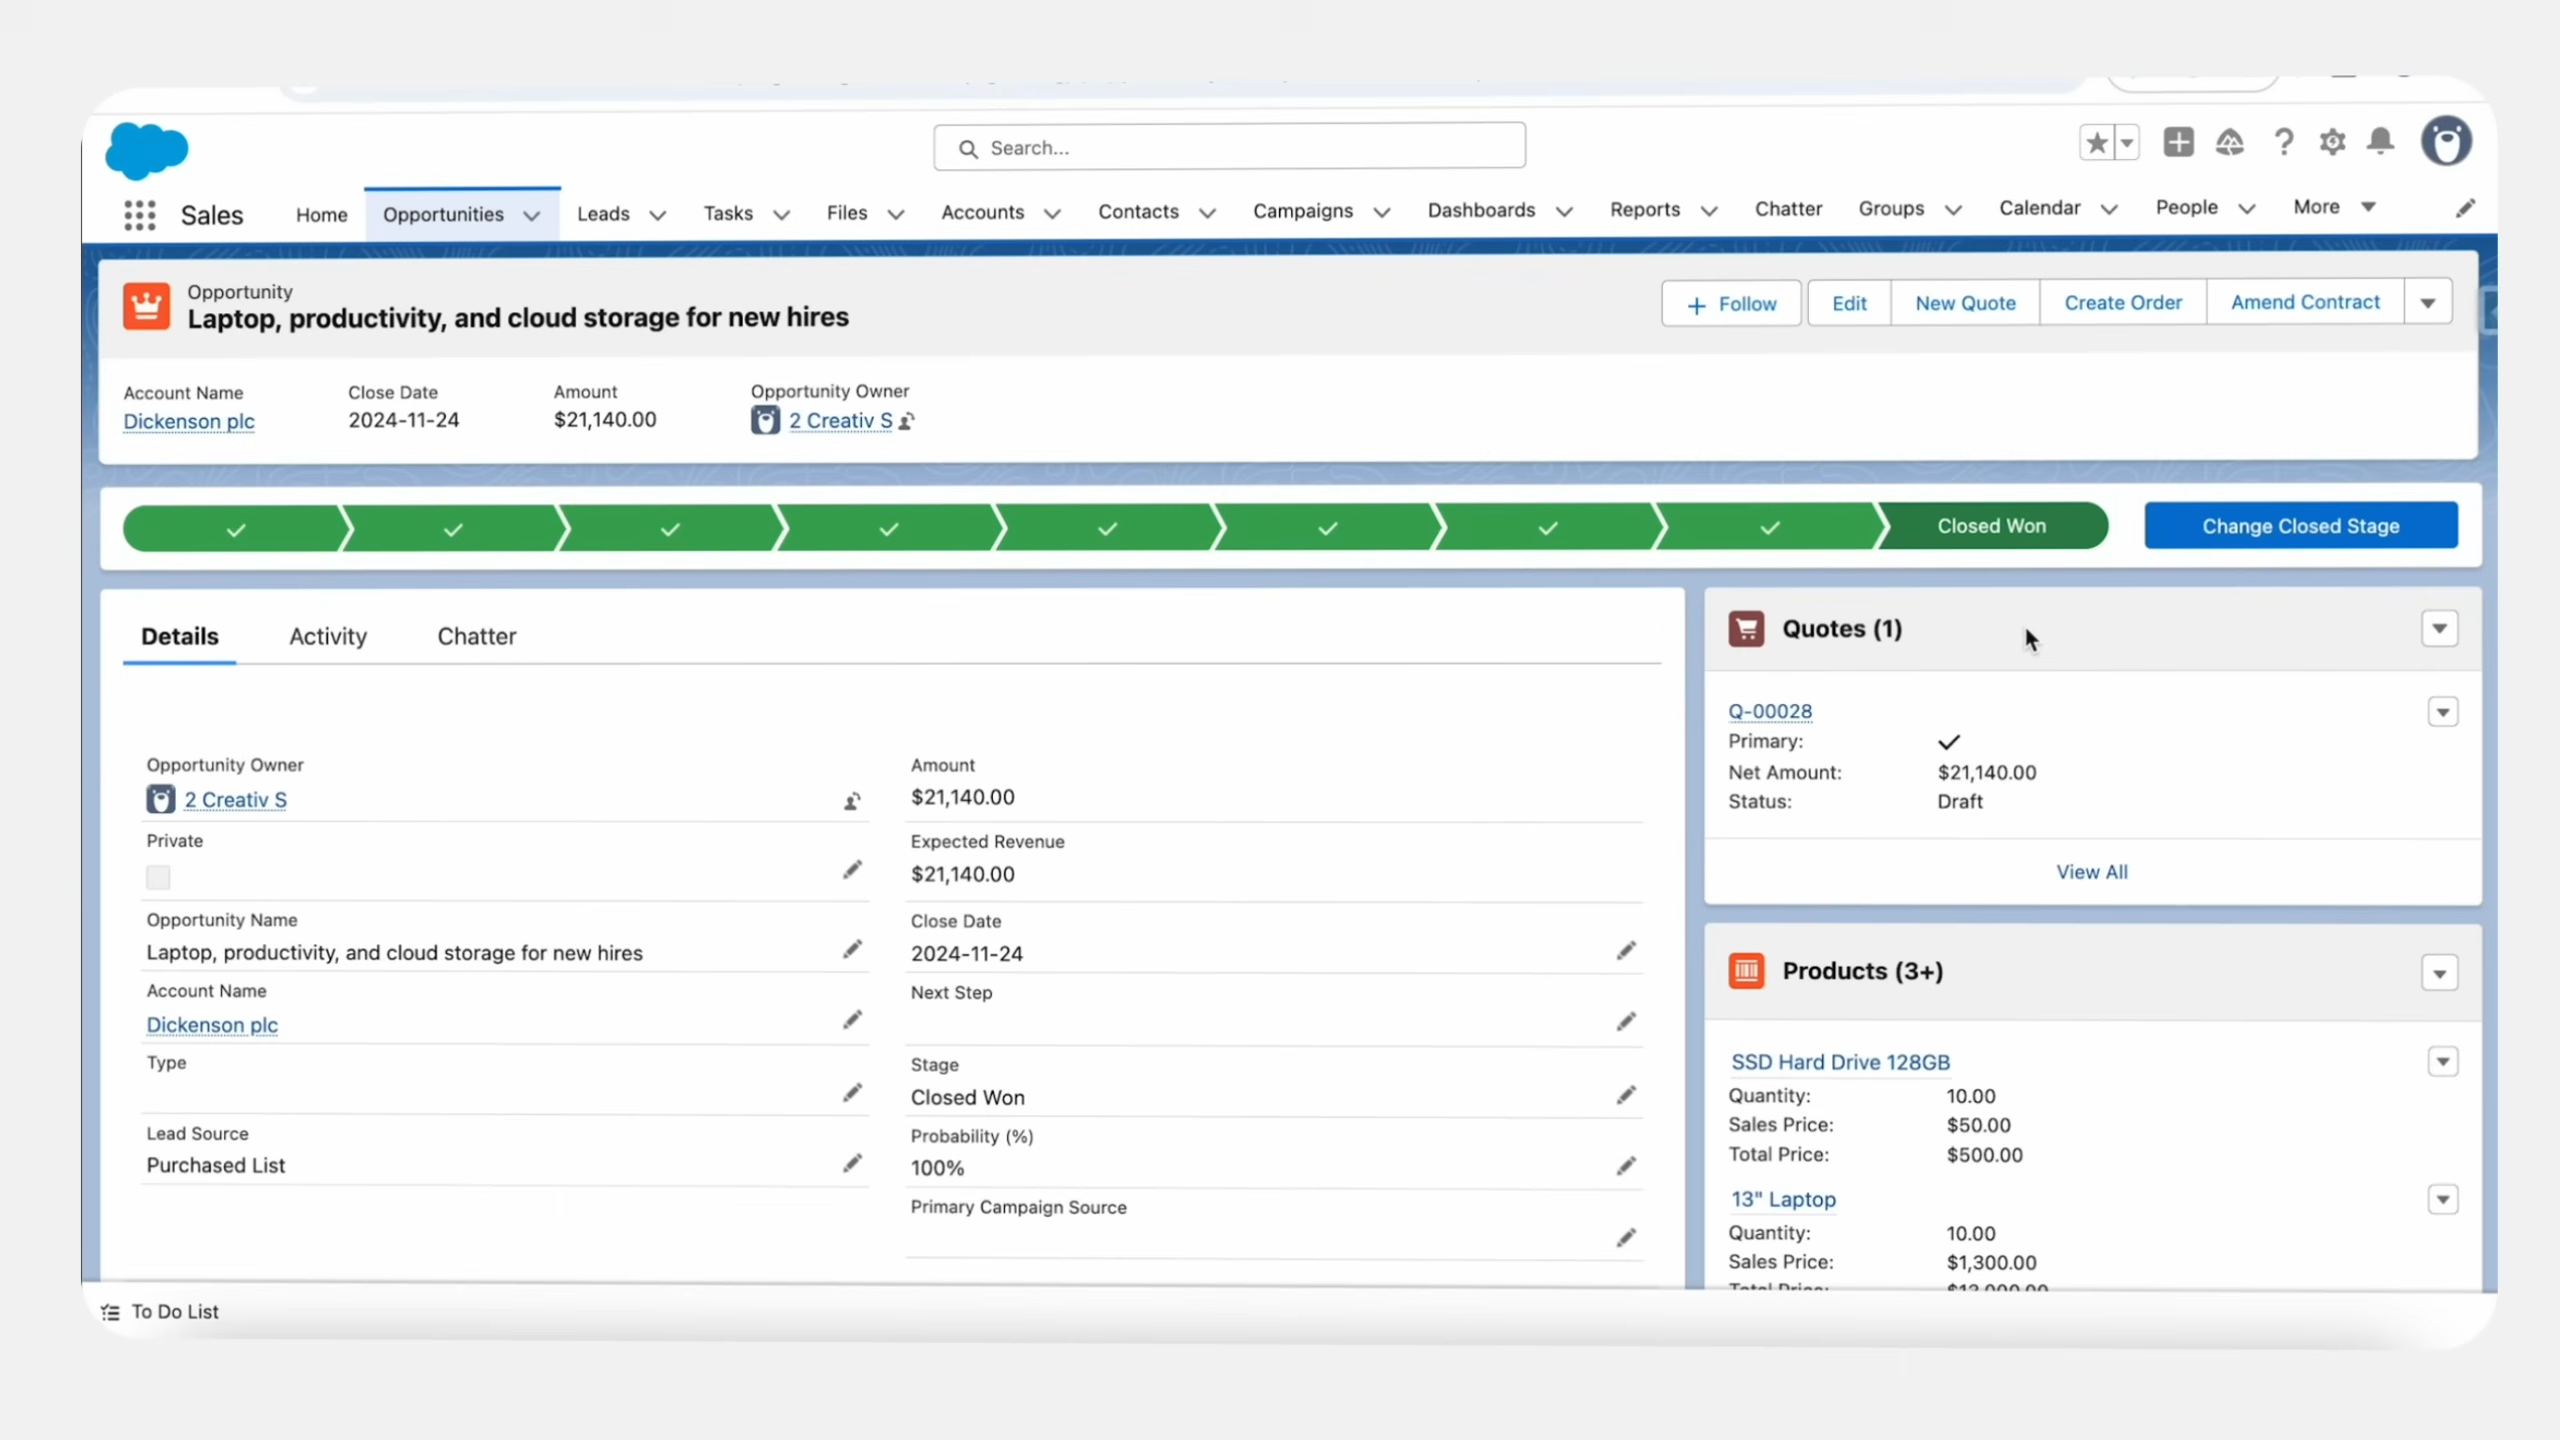 Search...
Sales Home Opportunities Leads Tasks Files Accounts Contacts Campaigns Dashboards Reports Chatter Groups Calendar People More
Opportunity
Laptop, productivity, and cloud storage for new hires
Follow Edit New Quote Create Order Amend Contract
Account Name Close Date Amount Opportunity Owner
Dickenson plc 2024-11-24 $21,140.00 2 Creativ S
Closed Won Change Closed Stage
Details Activity Chatter
Opportunity Owner
2 Creativ S
Private
Opportunity Name
Laptop, productivity, and cloud storage for new hires
Account Name
Dickenson plc
Type
Lead Source
Purchased List
Amount
$21,140.00
Expected Revenue
$21,140.00
Close Date
2024-11-24
Next Step
Stage
Closed Won
Probability (%)
100%
Primary Campaign Source
Quotes (1)
Q-00028
Primary:
Net Amount: $21,140.00
Status: Draft
View All
Products (3+)
SSD Hard Drive 128GB
Quantity: 10.00
Sales Price: $50.00
Total Price: $500.00
13" Laptop
Quantity: 10.00
Sales Price: $1,300.00
Total Price: $13,000.00
To Do List